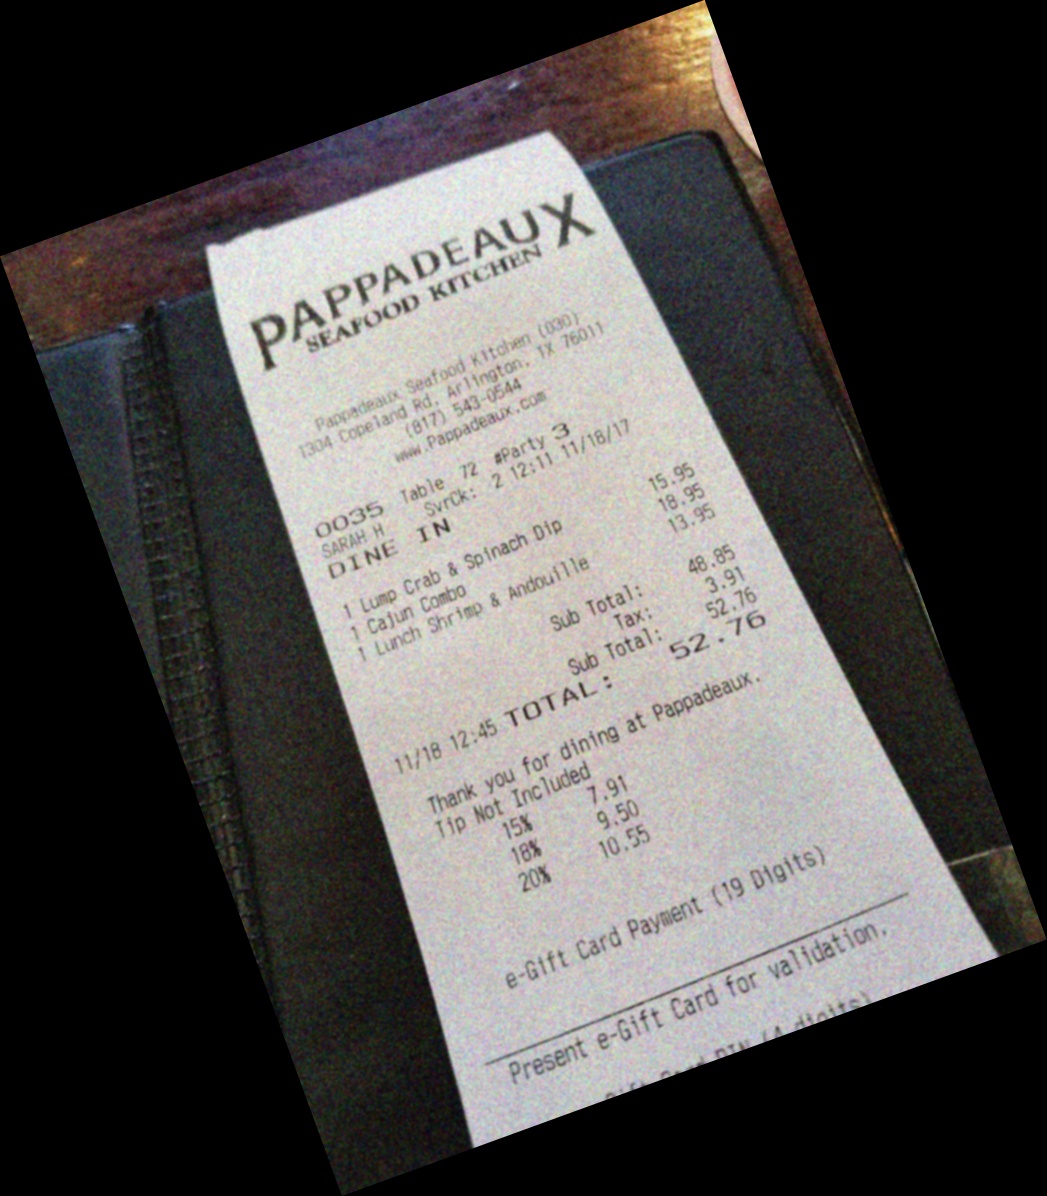 PAPPADEAUX
SEAFOOD KITCHEN
Pappadeaux Seafood Kitchen (030)
1304 Copeland Rd, Arlington, TX 76011
(817) 543-0544
www.Pappadeaux.com
0035 Table 72 #Party 3
SARAH H SvrCk: 2 12:11 11/18/17
DINE IN
1 Lump Crab & Spinach Dip 15.95
1 Cajun Combo 18.95
1 Lunch Shrimp & Andouille 13.95
Sub Total: 48.85
Tax: 3.91
Sub Total: 52.76
11/18 12:45 TOTAL: 52.76
Thank you for dining at Pappadeaux.
Tip Not Included
15% 7.91
18% 9.50
20% 10.55
e-Gift Card Payment (19 Digits)
Present e-Gift Card for validation.
Gift Card PIN (4 digits)